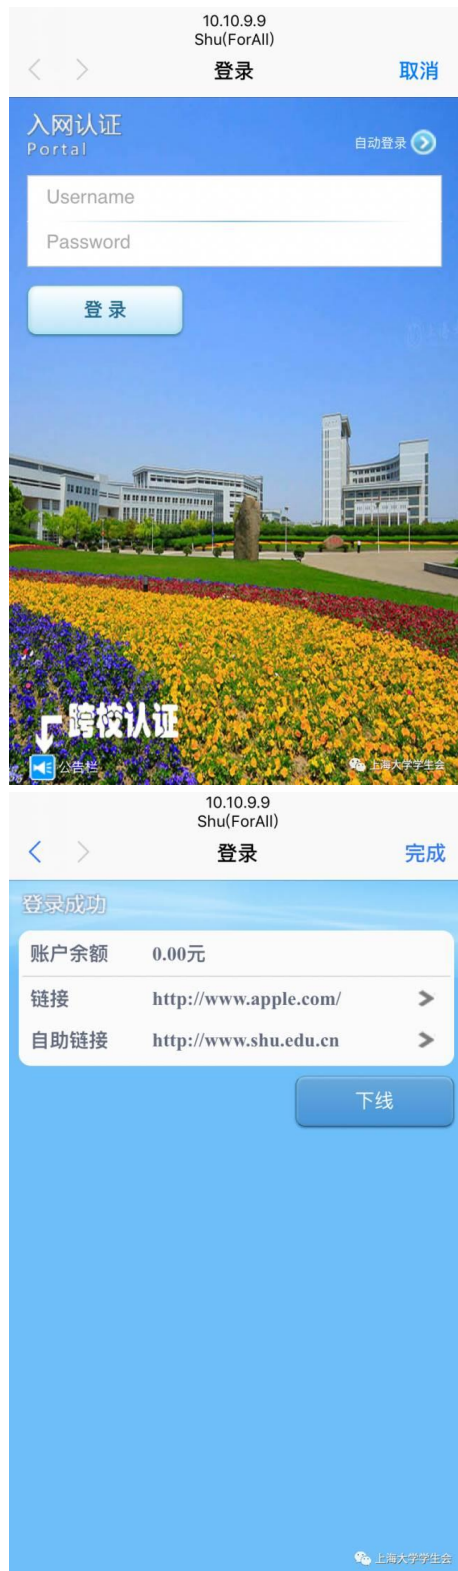 10.10.9.9
Shu(ForAll)
登录
取消
入网认证
Portal
自动登录
Username
Password
登 录
跨校认证
公告栏
上海大学学生会
10.10.9.9
Shu(ForAll)
登录
完成
登录成功
账户余额 0.00元
链接 http://www.apple.com/
自助链接 http://www.shu.edu.cn
下线
上海大学学生会